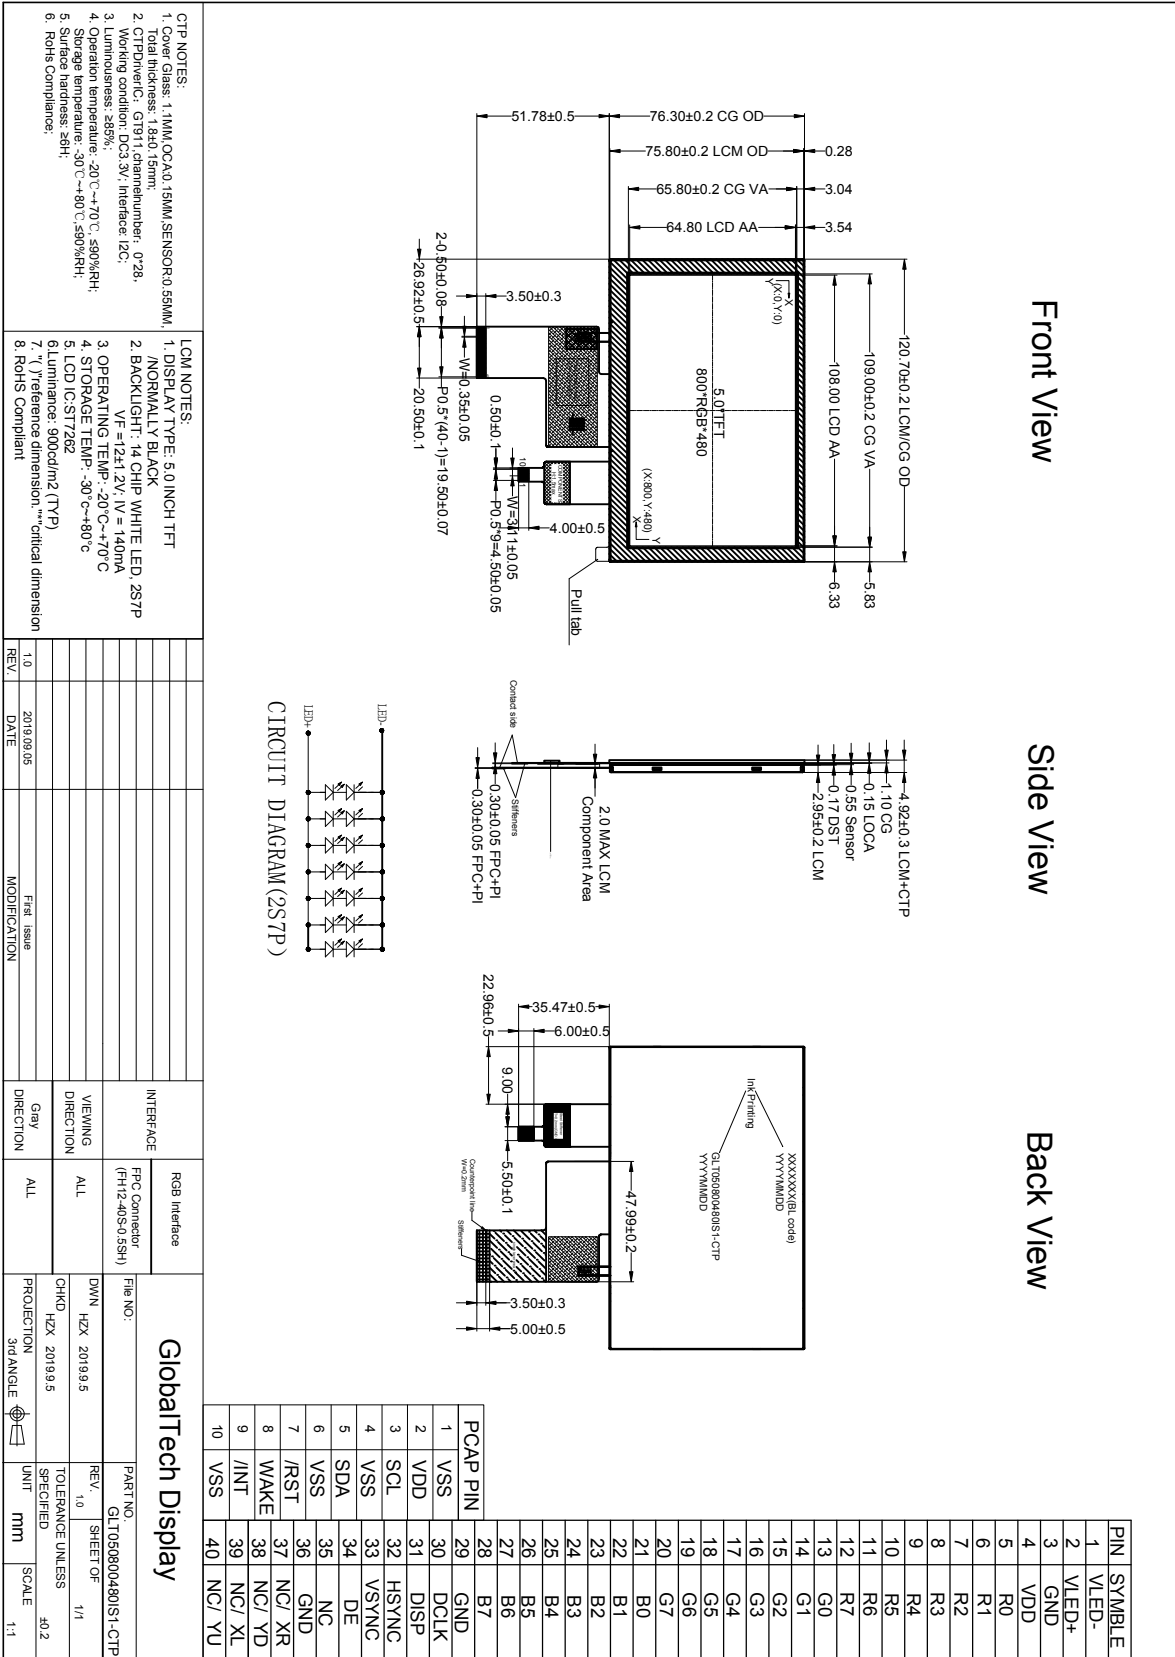 Front View
Side View
Back View
120.70±0.2 LCM/CG OD
109.00±0.2 CG VA
108.00 LCD AA
5.83
6.33
76.30±0.2 CG OD
51.78±0.5
75.80±0.2 LCM OD
0.28
65.80±0.2 CG VA
3.04
64.80 LCD AA
3.54
X
Y
(X:0,Y:0)
5.0"TFT
800*RGB*480
(X:800,Y:480)
X
Y
Pull tab
3.50±0.3
2-0.50±0.08
26.92±0.5
W=0.35±0.05
P0.5*(40-1)=19.50±0.07
20.50±0.1
0.50±0.1
10
1
W=3.11±0.05
P0.5*9=4.50±0.05
4.00±0.5
4.92±0.3 LCM+CTP
1.10 CG
0.15 LOCA
0.55 Sensor
0.17 DST
2.95±0.2 LCM
2.0 MAX LCM
Component Area
Contact side
Stiffeners
0.30±0.05 FPC+PI
0.30±0.05 FPC+PI
LED-
LED+
CIRCUIT DIAGRAM(2S7P)
35.47±0.5
6.00±0.5
22.96±0.5
9.00
5.50±0.1
47.99±0.2
3.50±0.3
5.00±0.5
Counterpoint line
W=0.2mm
Stiffeners
Ink Printing
XXXXXXX(BL code)
YYYYMMDD
GLT050800480IS1-CTP
YYYYMMDD
PIN SYMBLE
1 VLED-
2 VLED+
3 GND
4 VDD
5 R0
6 R1
7 R2
8 R3
9 R4
10 R5
11 R6
12 R7
13 G0
14 G1
15 G2
16 G3
17 G4
18 G5
19 G6
20 G7
21 B0
22 B1
23 B2
24 B3
25 B4
26 B5
27 B6
28 B7
29 GND
30 DCLK
31 DISP
32 HSYNC
33 VSYNC
34 DE
35 NC
36 GND
37 NC/ XR
38 NC/ YD
39 NC/ XL
40 NC/ YU
PCAP PIN
1 VSS
2 VDD
3 SCL
4 VSS
5 SDA
6 VSS
7 /RST
8 WAKE
9 /INT
10 VSS
CTP NOTES:
1. Cover Glass: 1.1MM,OCA:0.15MM,SENSOR:0.55MM,
Total thickness: 1.8±0.15mm;
2. CTPDriverIC: GT911,channelnumber: 0*28,
Working condition: DC3.3V; Interface: I2C;
3. Luminousness: ≥85%;
4. Operation temperature: -20℃~+70℃, ≤90%RH;
Storage temperature: -30℃~+80℃,≤90%RH;
5. Surface hardness: ≥6H;
6. RoHs Compliance;
LCM NOTES:
1. DISPLAY TYPE: 5.0 INCH TFT
/NORMALLY BLACK
2. BACKLIGHT: 14 CHIP WHITE LED, 2S7P
VF =12±1.2V; IV = 140mA
3. OPERATING TEMP: -20°C~+70°C
4. STORAGE TEMP: -30°c~+80°c
5. LCD IC:ST7262
6.Luminance: 900cd/m2 (TYP)
7. "( )"reference dimension."*"critical dimension
8. RoHS Compliant
1.0 2019.09.05 First issue
REV. DATE MODIFICATION
INTERFACE
RGB Interface
FPC Connector
(FH12-40S-0.5SH)
VIEWING
DIRECTION
ALL
Gray
DIRECTION
ALL
GlobalTech Display
File NO:
PART NO.
GLT050800480IS1-CTP
DWN HZX 2019.9.5
REV. 1.0
SHEET OF 1/1
CHKD HZX 2019.9.5
TOLERANCE UNLESS
SPECIFIED ±0.2
PROJECTION
3rd ANGLE
UNIT mm
SCALE 1:1